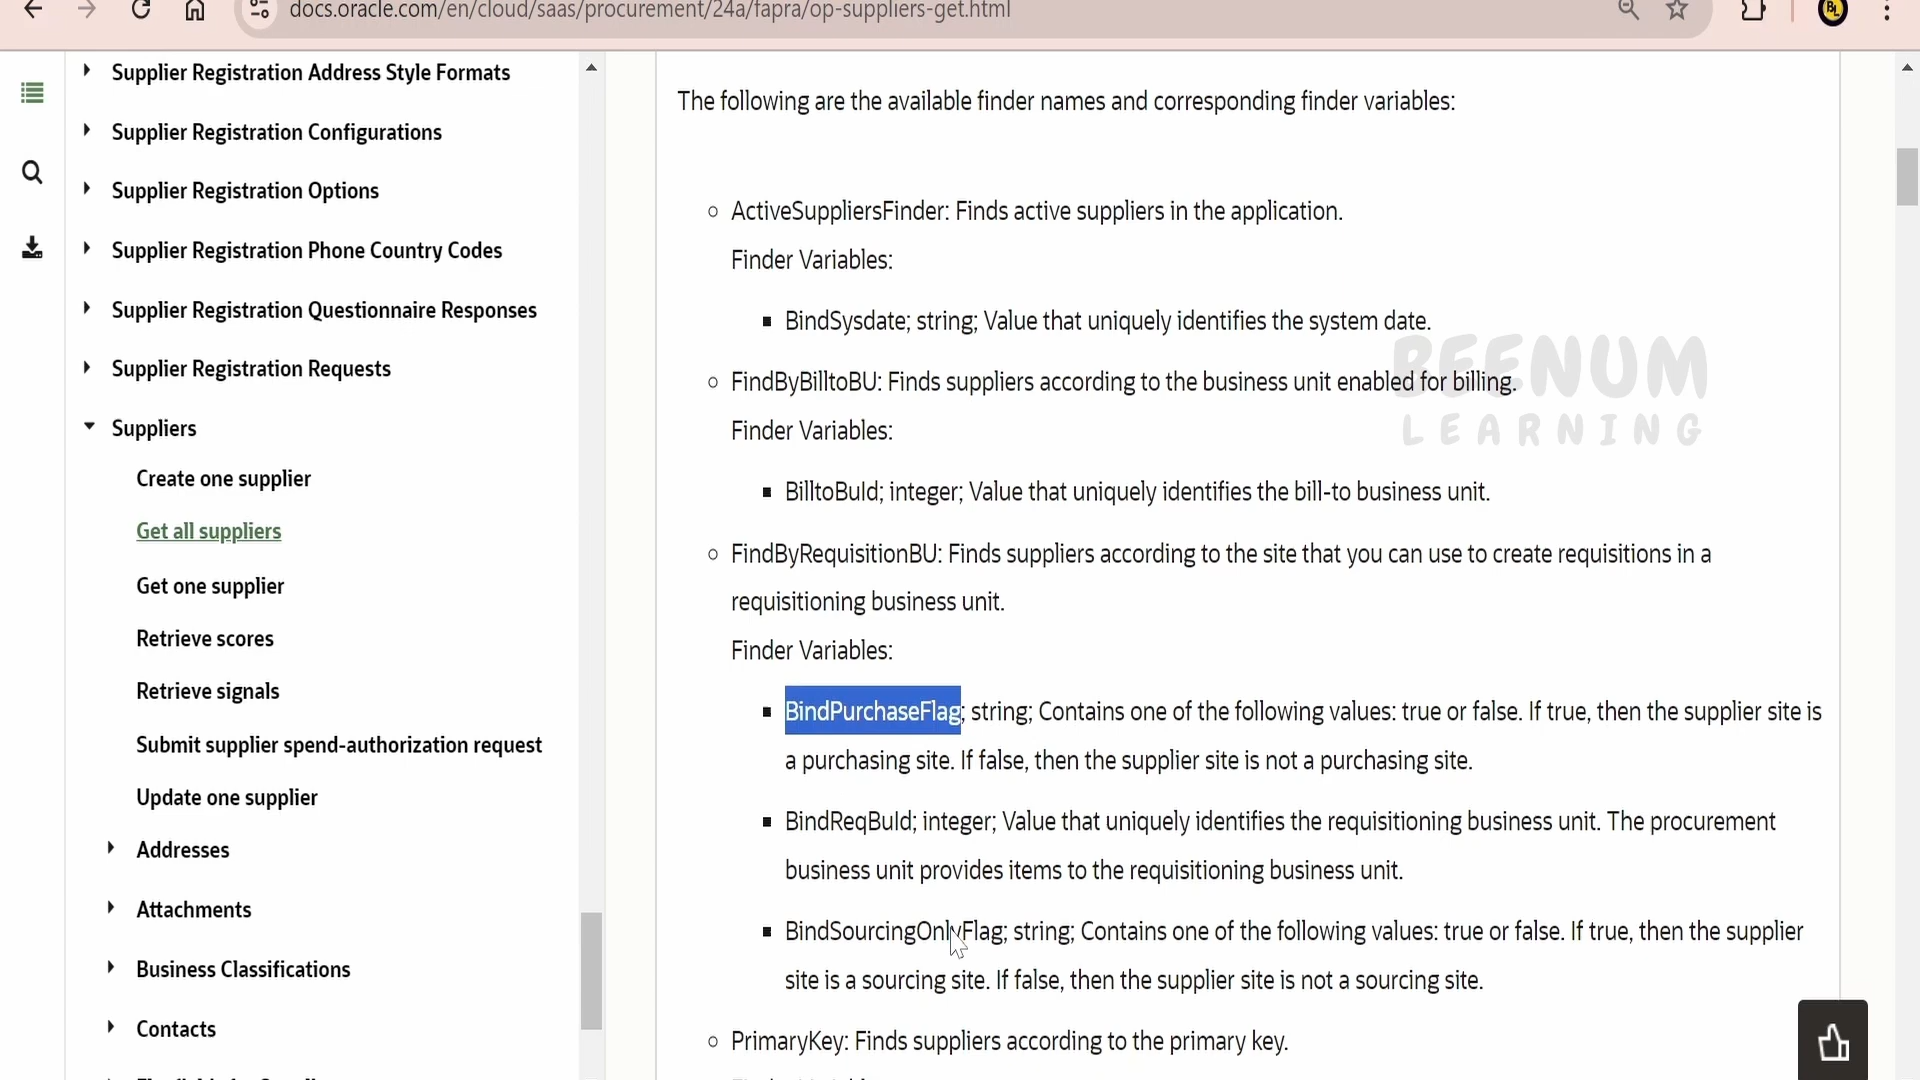 docs.oracle.com/en/cloud/saas/procurement/24a/fapra/op-suppliers-get.html
BL
Supplier Registration Address Style Formats
Supplier Registration Configurations
Supplier Registration Options
Supplier Registration Phone Country Codes
Supplier Registration Questionnaire Responses
Supplier Registration Requests
Suppliers
Create one supplier
Get all suppliers
Get one supplier
Retrieve scores
Retrieve signals
Submit supplier spend-authorization request
Update one supplier
Addresses
Attachments
Business Classifications
Contacts
The following are the available finder names and corresponding finder variables:
ActiveSuppliersFinder: Finds active suppliers in the application.
Finder Variables:
BindSysdate; string; Value that uniquely identifies the system date.
FindByBilltoBU: Finds suppliers according to the business unit enabled for billing.
Finder Variables:
BilltoBuId; integer; Value that uniquely identifies the bill-to business unit.
FindByRequisitionBU: Finds suppliers according to the site that you can use to create requisitions in a
requisitioning business unit.
Finder Variables:
BindPurchaseFlag; string; Contains one of the following values: true or false. If true, then the supplier site is
a purchasing site. If false, then the supplier site is not a purchasing site.
BindReqBuId; integer; Value that uniquely identifies the requisitioning business unit. The procurement
business unit provides items to the requisitioning business unit.
BindSourcingOnlyFlag; string; Contains one of the following values: true or false. If true, then the supplier
site is a sourcing site. If false, then the supplier site is not a sourcing site.
PrimaryKey: Finds suppliers according to the primary key.
BEENUM
LEARNING